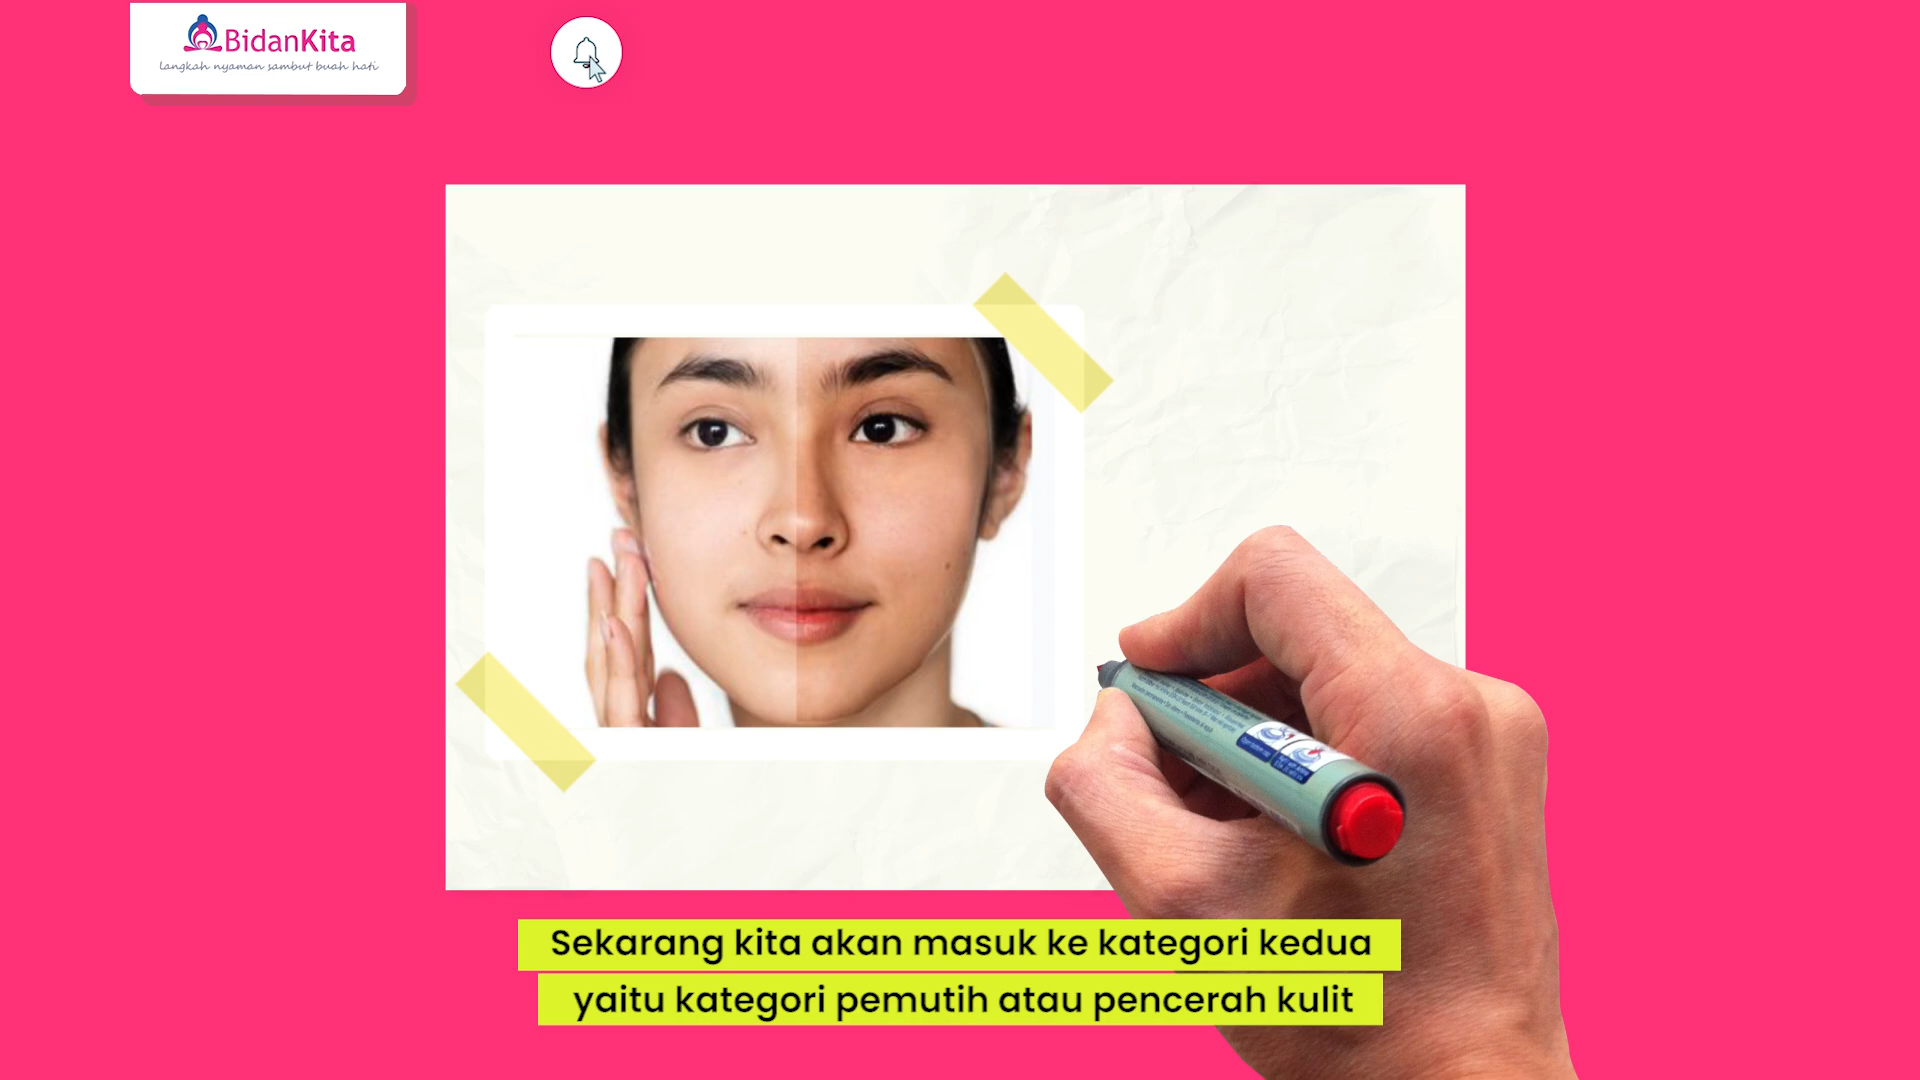 BidanKita
langkah nyaman sambut buah hati
Sekarang kita akan masuk ke kategori kedua
yaitu kategori pemutih atau pencerah kulit